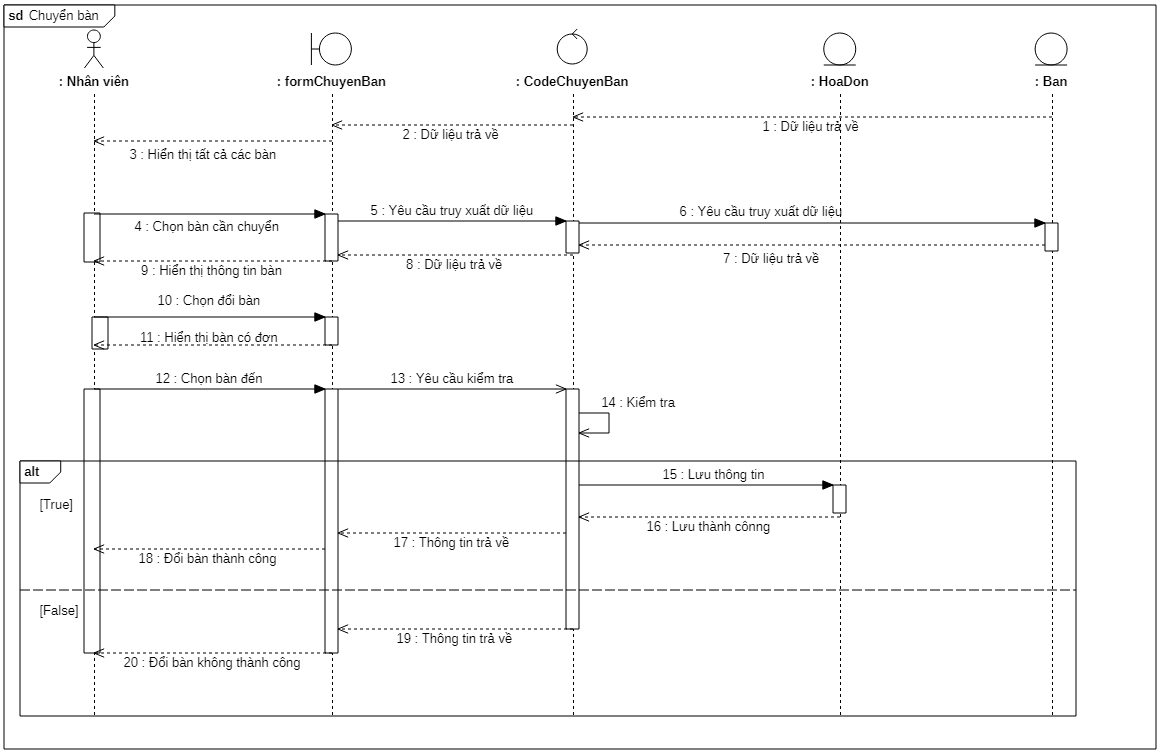 sd Chuyển bàn
: Nhân viên
: formChuyenBan
: CodeChuyenBan
: HoaDon
: Ban
1 : Dữ liệu trả về
2 : Dữ liệu trả về
3 : Hiển thị tất cả các bàn
4 : Chọn bàn cần chuyển
5 : Yêu cầu truy xuất dữ liệu
6 : Yêu cầu truy xuất dữ liệu
7 : Dữ liệu trả về
8 : Dữ liệu trả về
9 : Hiển thị thông tin bàn
10 : Chọn đổi bàn
11 : Hiển thị bàn có đơn
12 : Chọn bàn đến
13 : Yêu cầu kiểm tra
14 : Kiểm tra
alt
[True]
15 : Lưu thông tin
16 : Lưu thành cônng
17 : Thông tin trả về
18 : Đổi bàn thành công
[False]
19 : Thông tin trả về
20 : Đổi bàn không thành công